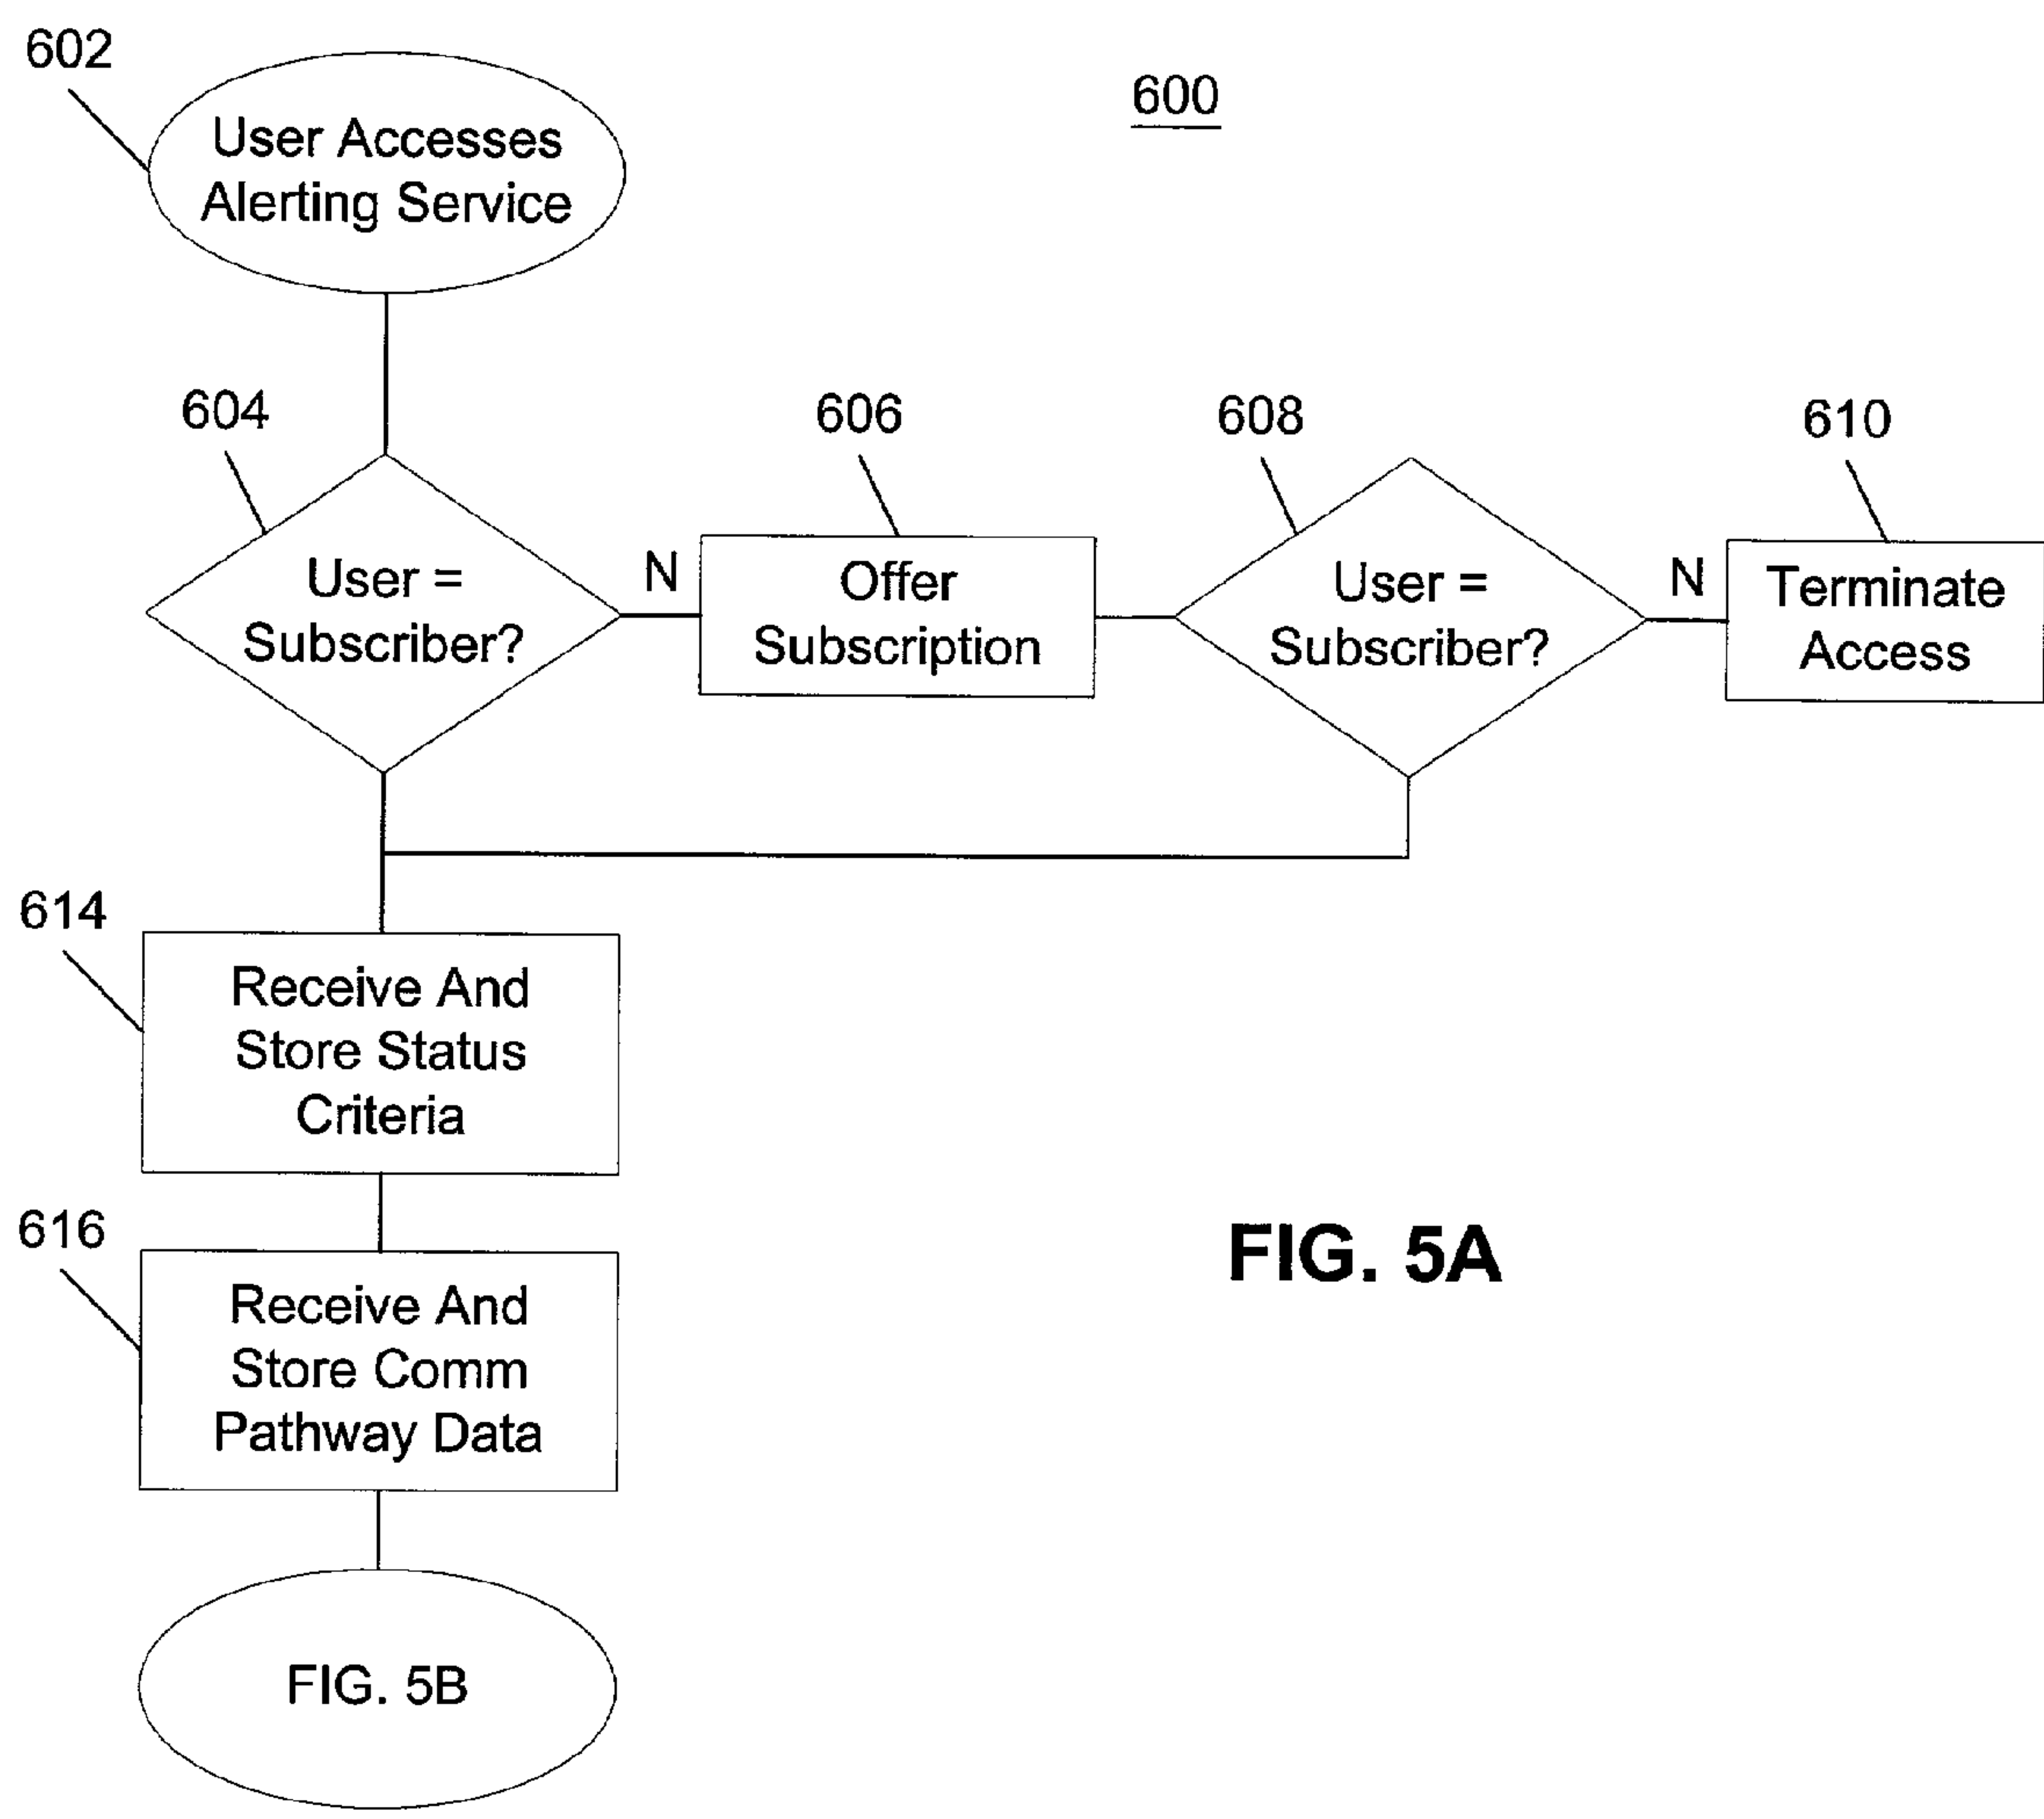 602
User Accesses
Alerting Service
600
604
User =
Subscriber?
N
606
Offer
Subscription
608
User =
Subscriber?
N
610
Terminate
Access
614
Receive And
Store Status
Criteria
616
Receive And
Store Comm
Pathway Data
FIG. 5B
FIG. 5A